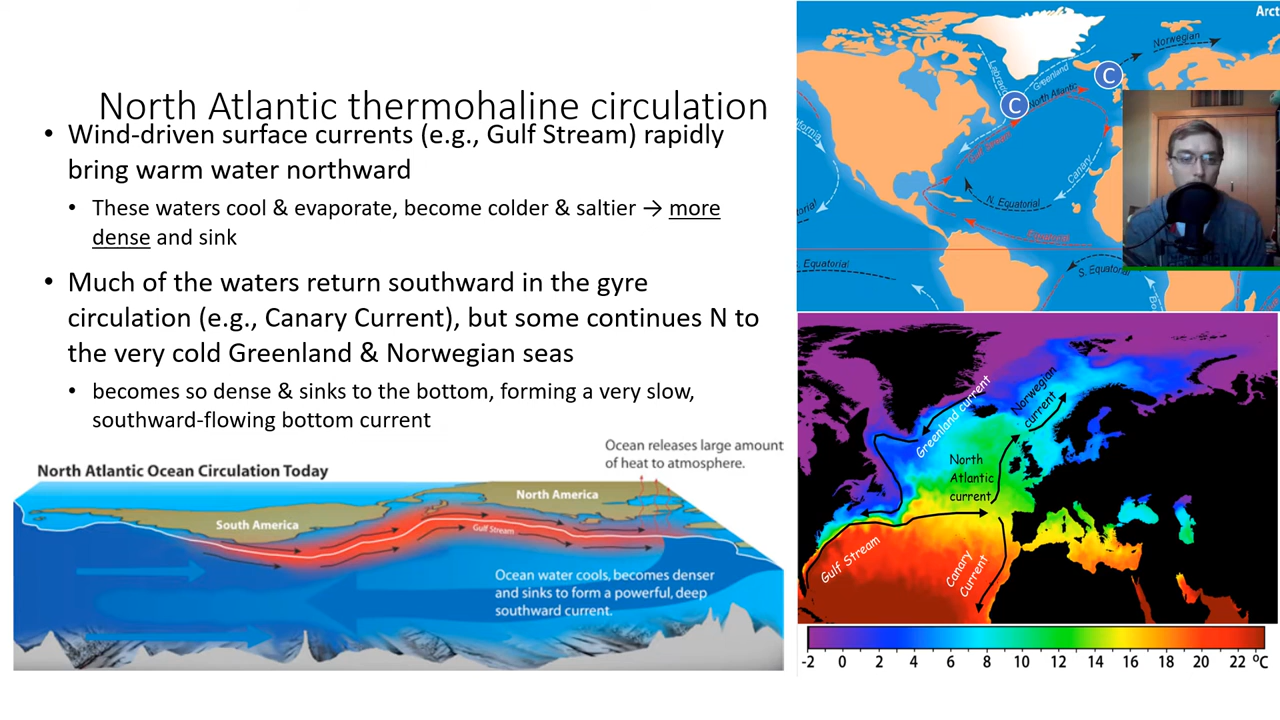 North Atlantic thermohaline circulation
• Wind-driven surface currents (e.g., Gulf Stream) rapidly
bring warm water northward
• These waters cool & evaporate, become colder & saltier → more
dense and sink
• Much of the waters return southward in the gyre
circulation (e.g., Canary Current), but some continues N to
the very cold Greenland & Norwegian seas
• becomes so dense & sinks to the bottom, forming a very slow,
southward-flowing bottom current
Ocean releases large amount
of heat to atmosphere.
North Atlantic Ocean Circulation Today
North America
South America
Gulf Stream
Ocean water cools, becomes denser
and sinks to form a powerful, deep
southward current.
Arct
Norwegian
C
Greenland
Labrado
C
North Atlantic
Gulf Stream
Canary
N. Equatorial
Equatorial
Equatorial
S. Equatorial
Greenland current
Norwegian
current
North
Atlantic
current
Gulf Stream
Canary
Current
-2 0 2 4 6 8 10 12 14 16 18 20 22 ºC